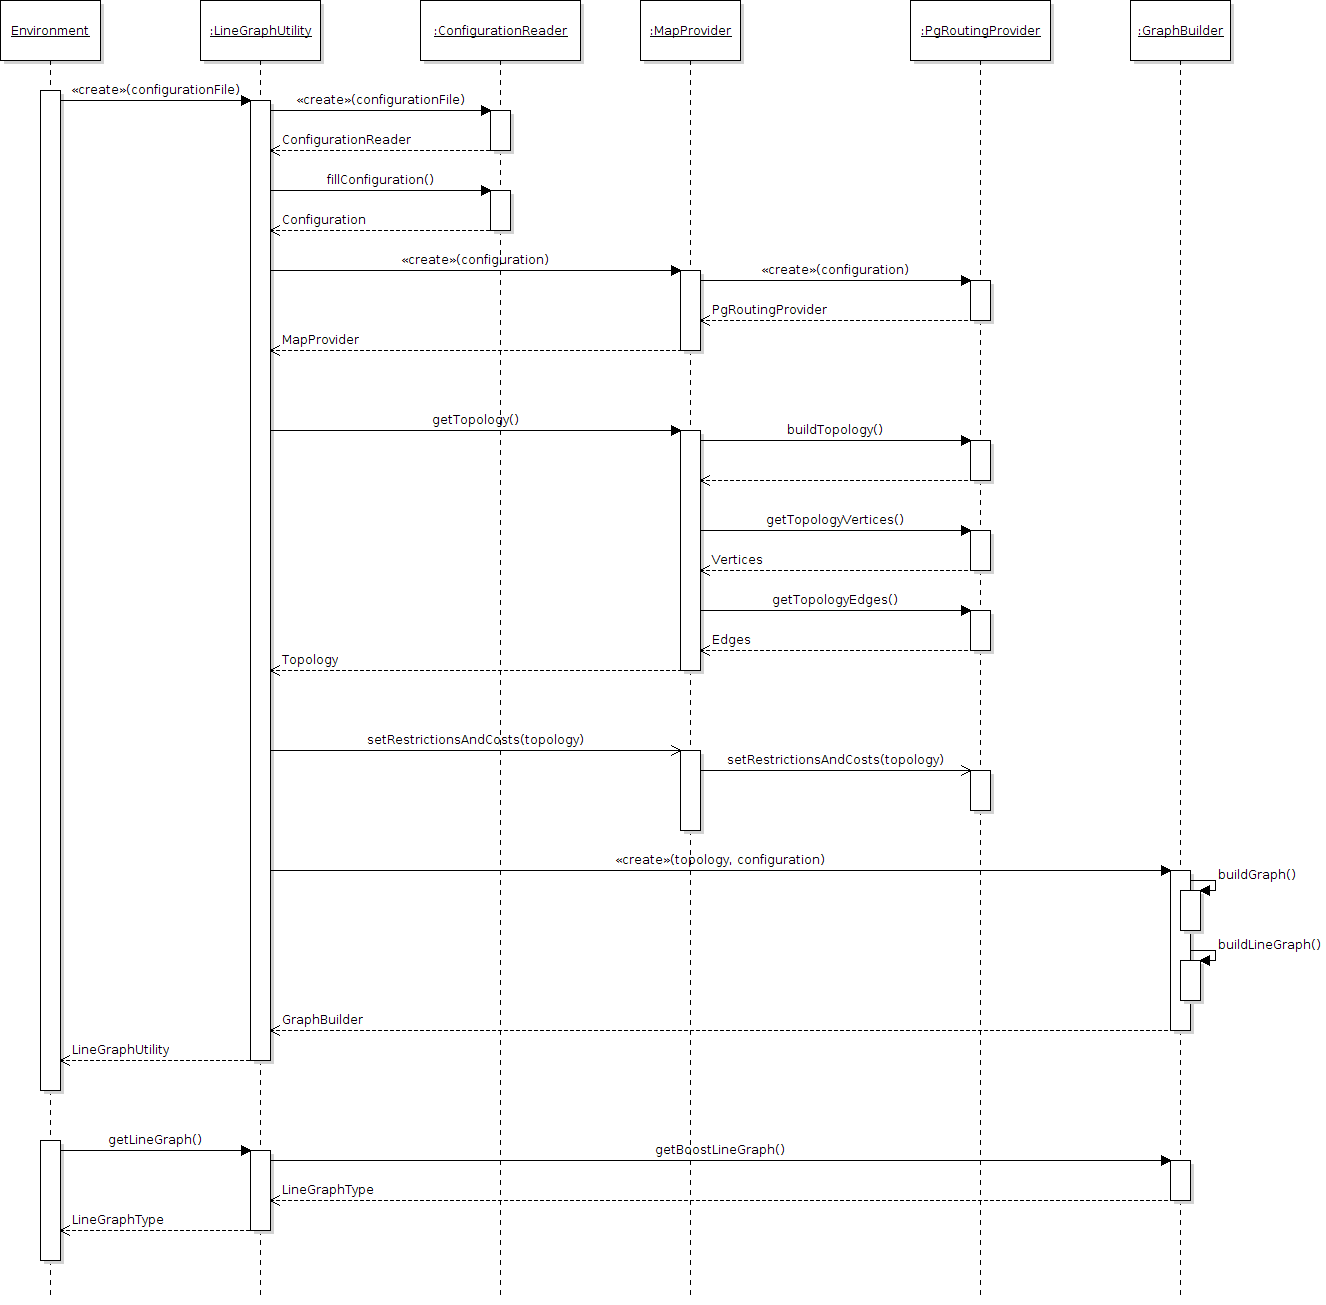 Environment
:LineGraphUtility
:ConfigurationReader
:MapProvider
:PgRoutingProvider
:GraphBuilder
«create»(configurationFile)
«create»(configurationFile)
ConfigurationReader
fillConfiguration()
Configuration
«create»(configuration)
«create»(configuration)
PgRoutingProvider
MapProvider
getTopology()
buildTopology()
getTopologyVertices()
Vertices
getTopologyEdges()
Edges
Topology
setRestrictionsAndCosts(topology)
setRestrictionsAndCosts(topology)
«create»(topology, configuration)
buildGraph()
buildLineGraph()
GraphBuilder
LineGraphUtility
getLineGraph()
getBoostLineGraph()
LineGraphType
LineGraphType